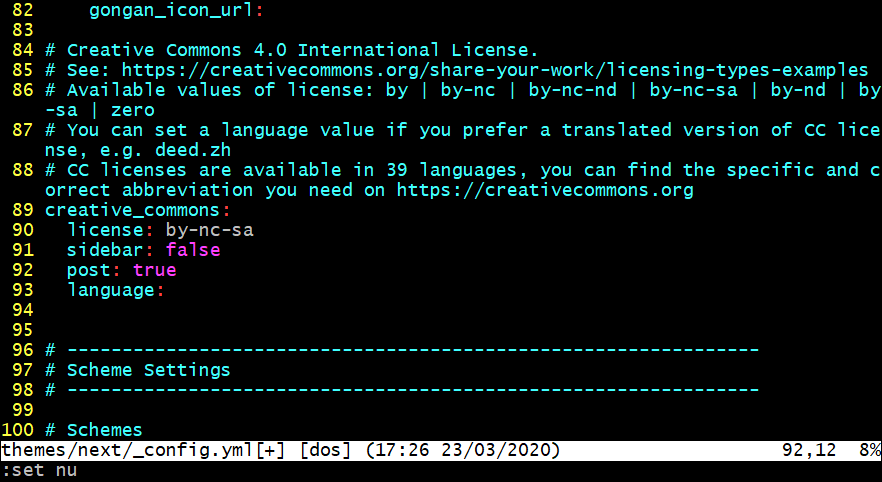 82     gongan_icon_url:
83
84 # Creative Commons 4.0 International License.
85 # See: https://creativecommons.org/share-your-work/licensing-types-examples
86 # Available values of license: by | by-nc | by-nc-nd | by-nc-sa | by-nd | by
-sa | zero
87 # You can set a language value if you prefer a translated version of CC lice
nse, e.g. deed.zh
88 # CC licenses are available in 39 languages, you can find the specific and c
orrect abbreviation you need on https://creativecommons.org
89 creative_commons:
90   license: by-nc-sa
91   sidebar: false
92   post: true
93   language:
94
95
96 # ---------------------------------------------------------------
97 # Scheme Settings
98 # ---------------------------------------------------------------
99
100 # Schemes
themes/next/_config.yml[+] [dos] (17:26 23/03/2020) 92,12 8%
:set nu